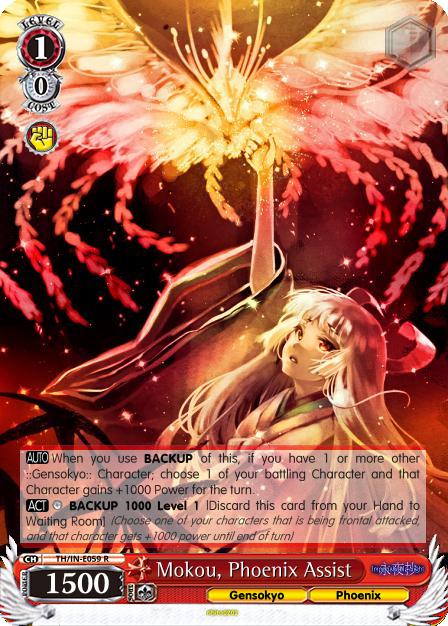 LEVEL
1
0
COST
AUTO When you use BACKUP of this, if you have 1 or more other
::Gensokyo:: Character; choose 1 of your battling Character and that
Character gains +1000 Power for the turn.
ACT BACKUP 1000 Level 1 [Discard this card from your Hand to
Waiting Room] (Choose one of your characters that is being frontal attacked,
and that character gets +1000 power until end of turn)
CH TH/IN-E059 R
POWER 1500 SOUL Mokou, Phoenix Assist
Gensokyo Phoenix